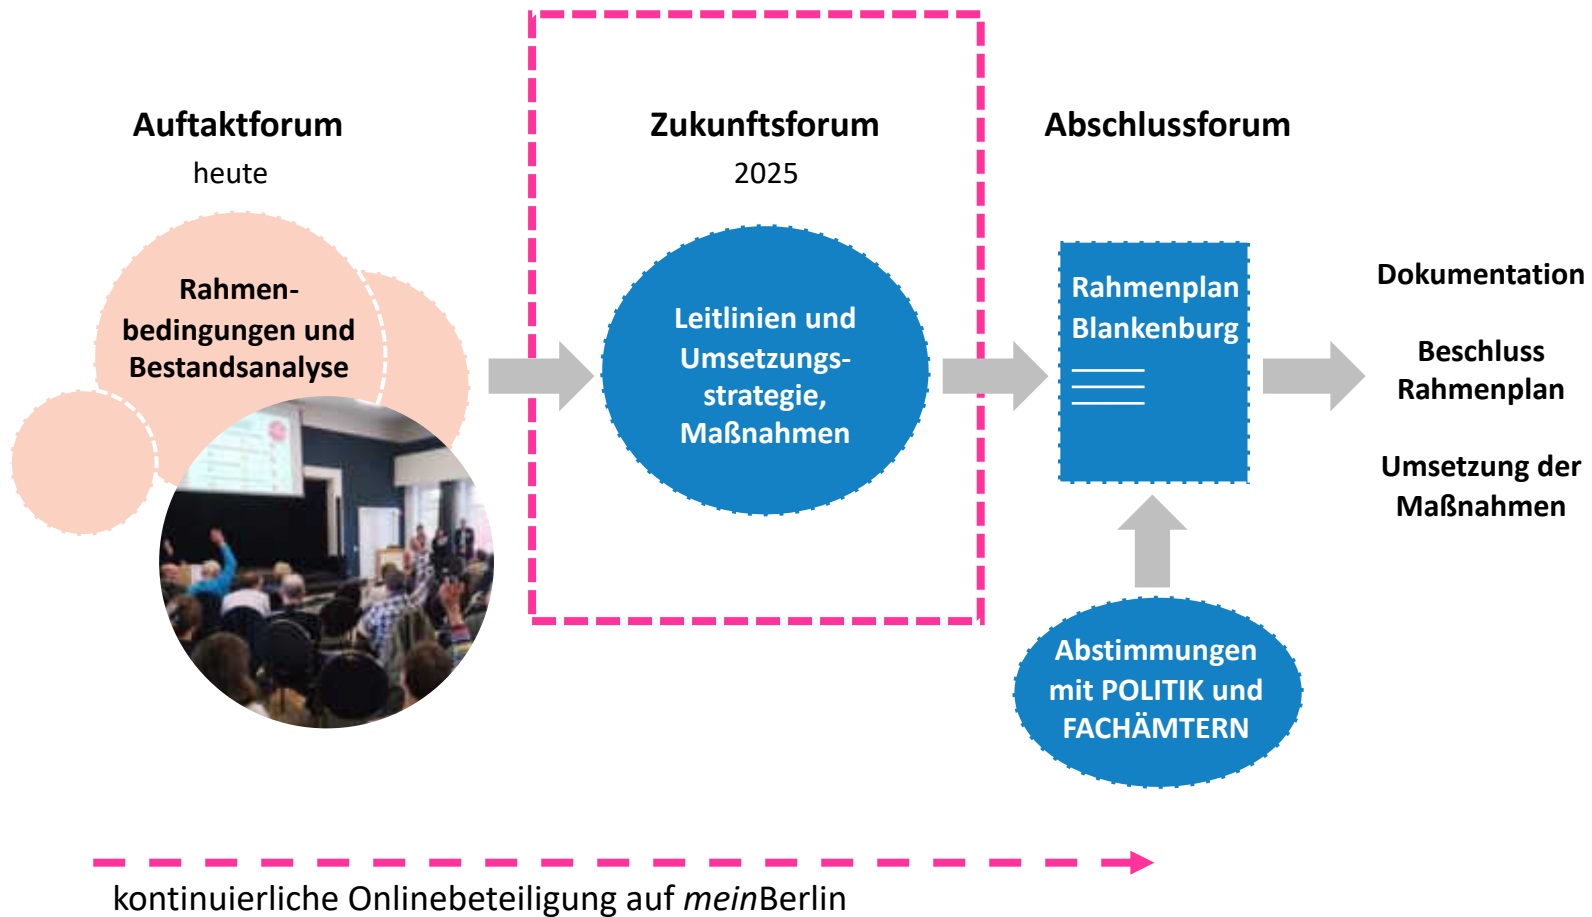 Auftaktforum
heute
Rahmen-
bedingungen und
Bestandsanalyse
Zukunftsforum
2025
Leitlinien und
Umsetzungs-
strategie,
Maßnahmen
Abschlussforum
Rahmenplan
Blankenburg
Abstimmungen
mit POLITIK und
FACHÄMTERN
Dokumentation
Beschluss
Rahmenplan
Umsetzung der
Maßnahmen
kontinuierliche Onlinebeteiligung auf meinBerlin